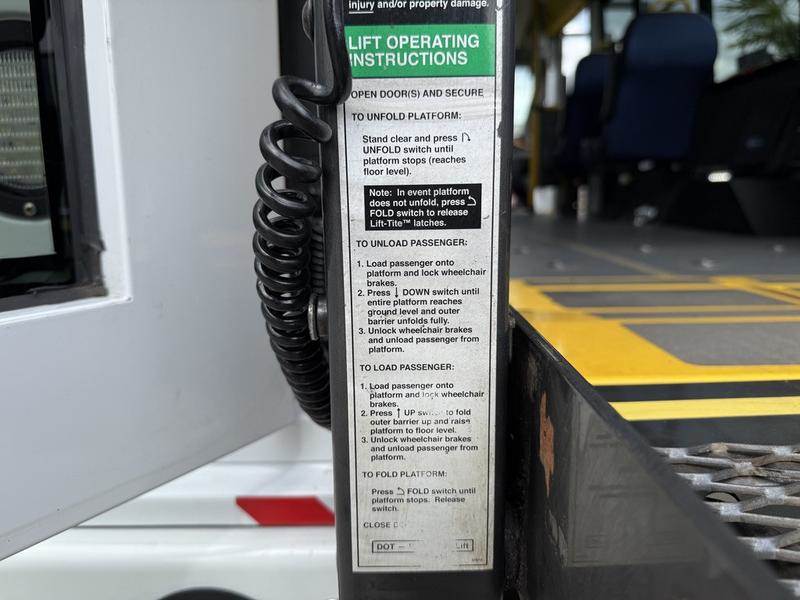 injury and/or property damage.
LIFT OPERATING
INSTRUCTIONS
OPEN DOOR(S) AND SECURE
TO UNFOLD PLATFORM:
Stand clear and press
UNFOLD switch until
platform stops (reaches
floor level).
Note: In event platform
does not unfold, press
FOLD switch to release
Lift-Tite™ latches.
TO UNLOAD PASSENGER:
1. Load passenger onto
platform and lock wheelchair
brakes.
2. Press ↓ DOWN switch until
entire platform reaches
ground level and outer
barrier unfolds fully.
3. Unlock wheelchair brakes
and unload passenger from
platform.
TO LOAD PASSENGER:
1. Load passenger onto
platform and lock wheelchair
brakes.
2. Press ↑ UP switch to fold
outer barrier up and raise
platform to floor level.
3. Unlock wheelchair brakes
and unload passenger from
platform.
TO FOLD PLATFORM:
Press FOLD switch until
platform stops. Release
switch.
CLOSE
DOT – Lift